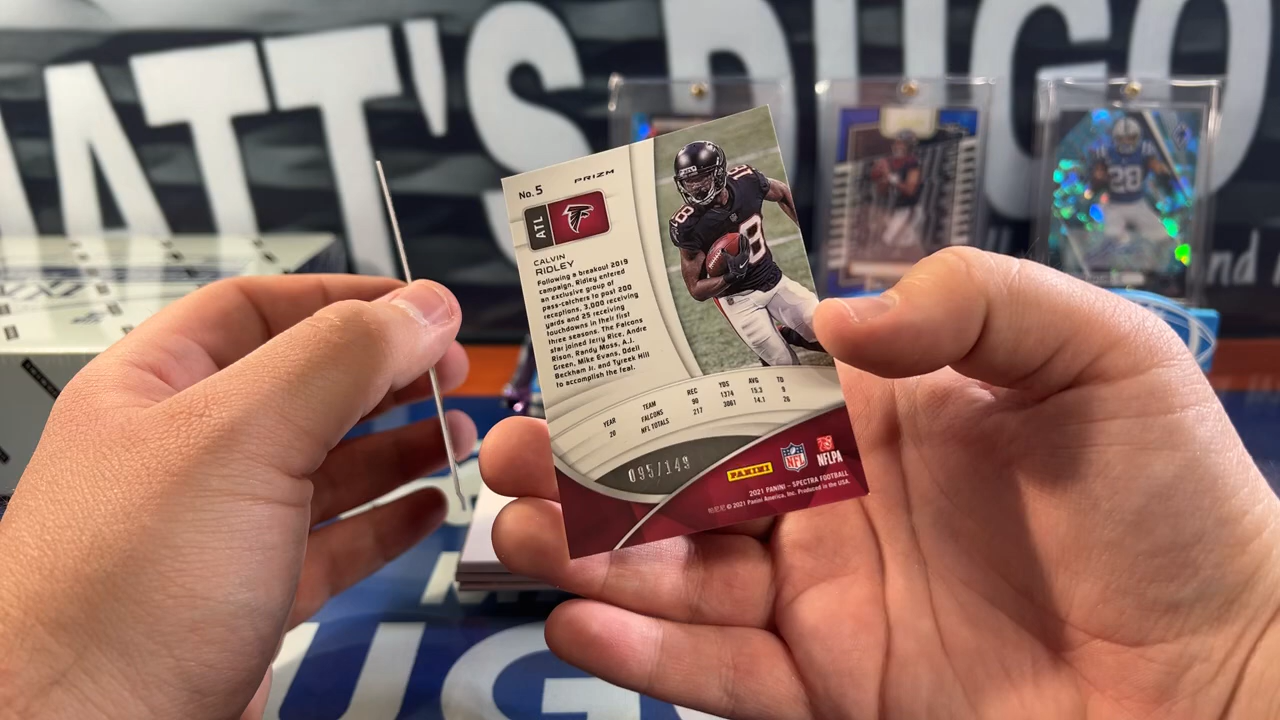 MATT'S DUGO
nd
28
No. 5
PRIZM
ATL
CALVIN
RIDLEY
Following a breakout 2019
campaign, Ridley entered
an exclusive group of
pass-catchers to post 200
receptions, 3,000 receiving
yards and 25 receiving
touchdowns in their first
three seasons. The Falcons
star joined Jerry Rice, Andre
Rison, Randy Moss, A.J.
Green, Mike Evans, Odell
Beckham Jr. and Tyreek Hill
to accomplish the feat.
18
18
YEAR TEAM REC YDS AVG TD
20 FALCONS 90 1374 15.3 9
NFL TOTALS 217 3061 14.1 26
095/149
PANINI
NFL
NFLPA
2021 PANINI – SPECTRA FOOTBALL
© 2021 Panini America, Inc. Produced in the USA.
UG